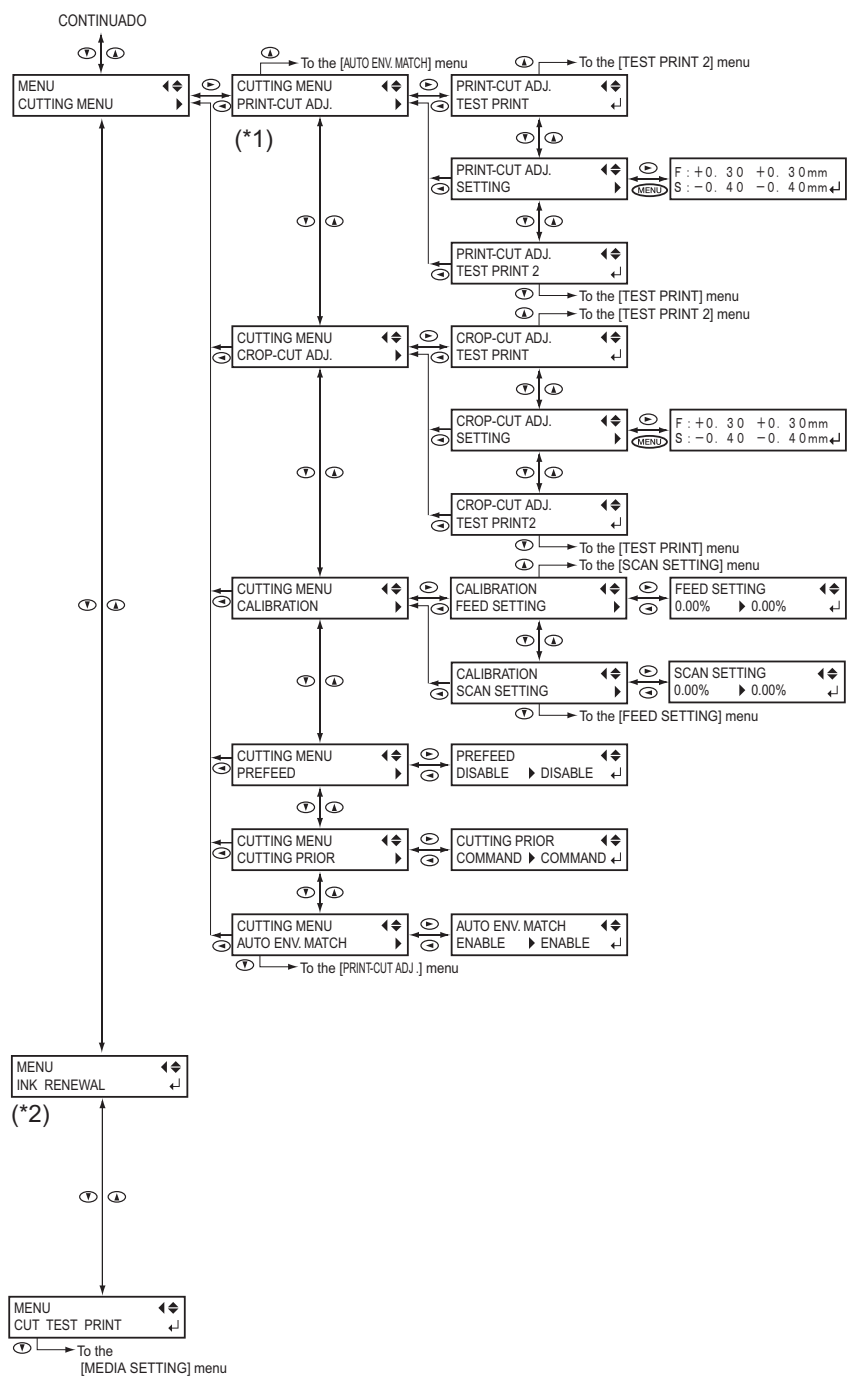 CONTINUADO
To the [AUTO ENV. MATCH] menu
To the [TEST PRINT 2] menu
MENU
CUTTING MENU
CUTTING MENU
PRINT-CUT ADJ.
PRINT-CUT ADJ.
TEST PRINT
(*1)
PRINT-CUT ADJ.
SETTING
MENU
F:+0. 30 +0. 30mm
S:−0. 40 −0. 40mm
PRINT-CUT ADJ.
TEST PRINT 2
To the [TEST PRINT] menu
To the [TEST PRINT 2] menu
CUTTING MENU
CROP-CUT ADJ.
CROP-CUT ADJ.
TEST PRINT
CROP-CUT ADJ.
SETTING
MENU
F:+0. 30 +0. 30mm
S:−0. 40 −0. 40mm
CROP-CUT ADJ.
TEST PRINT2
To the [TEST PRINT] menu
To the [SCAN SETTING] menu
CUTTING MENU
CALIBRATION
CALIBRATION
FEED SETTING
FEED SETTING
0.00% 0.00%
CALIBRATION
SCAN SETTING
SCAN SETTING
0.00% 0.00%
To the [FEED SETTING] menu
CUTTING MENU
PREFEED
PREFEED
DISABLE DISABLE
CUTTING MENU
CUTTING PRIOR
CUTTING PRIOR
COMMAND COMMAND
CUTTING MENU
AUTO ENV. MATCH
AUTO ENV. MATCH
ENABLE ENABLE
To the [PRINT-CUT ADJ .] menu
MENU
INK RENEWAL
(*2)
MENU
CUT TEST PRINT
To the
[MEDIA SETTING] menu